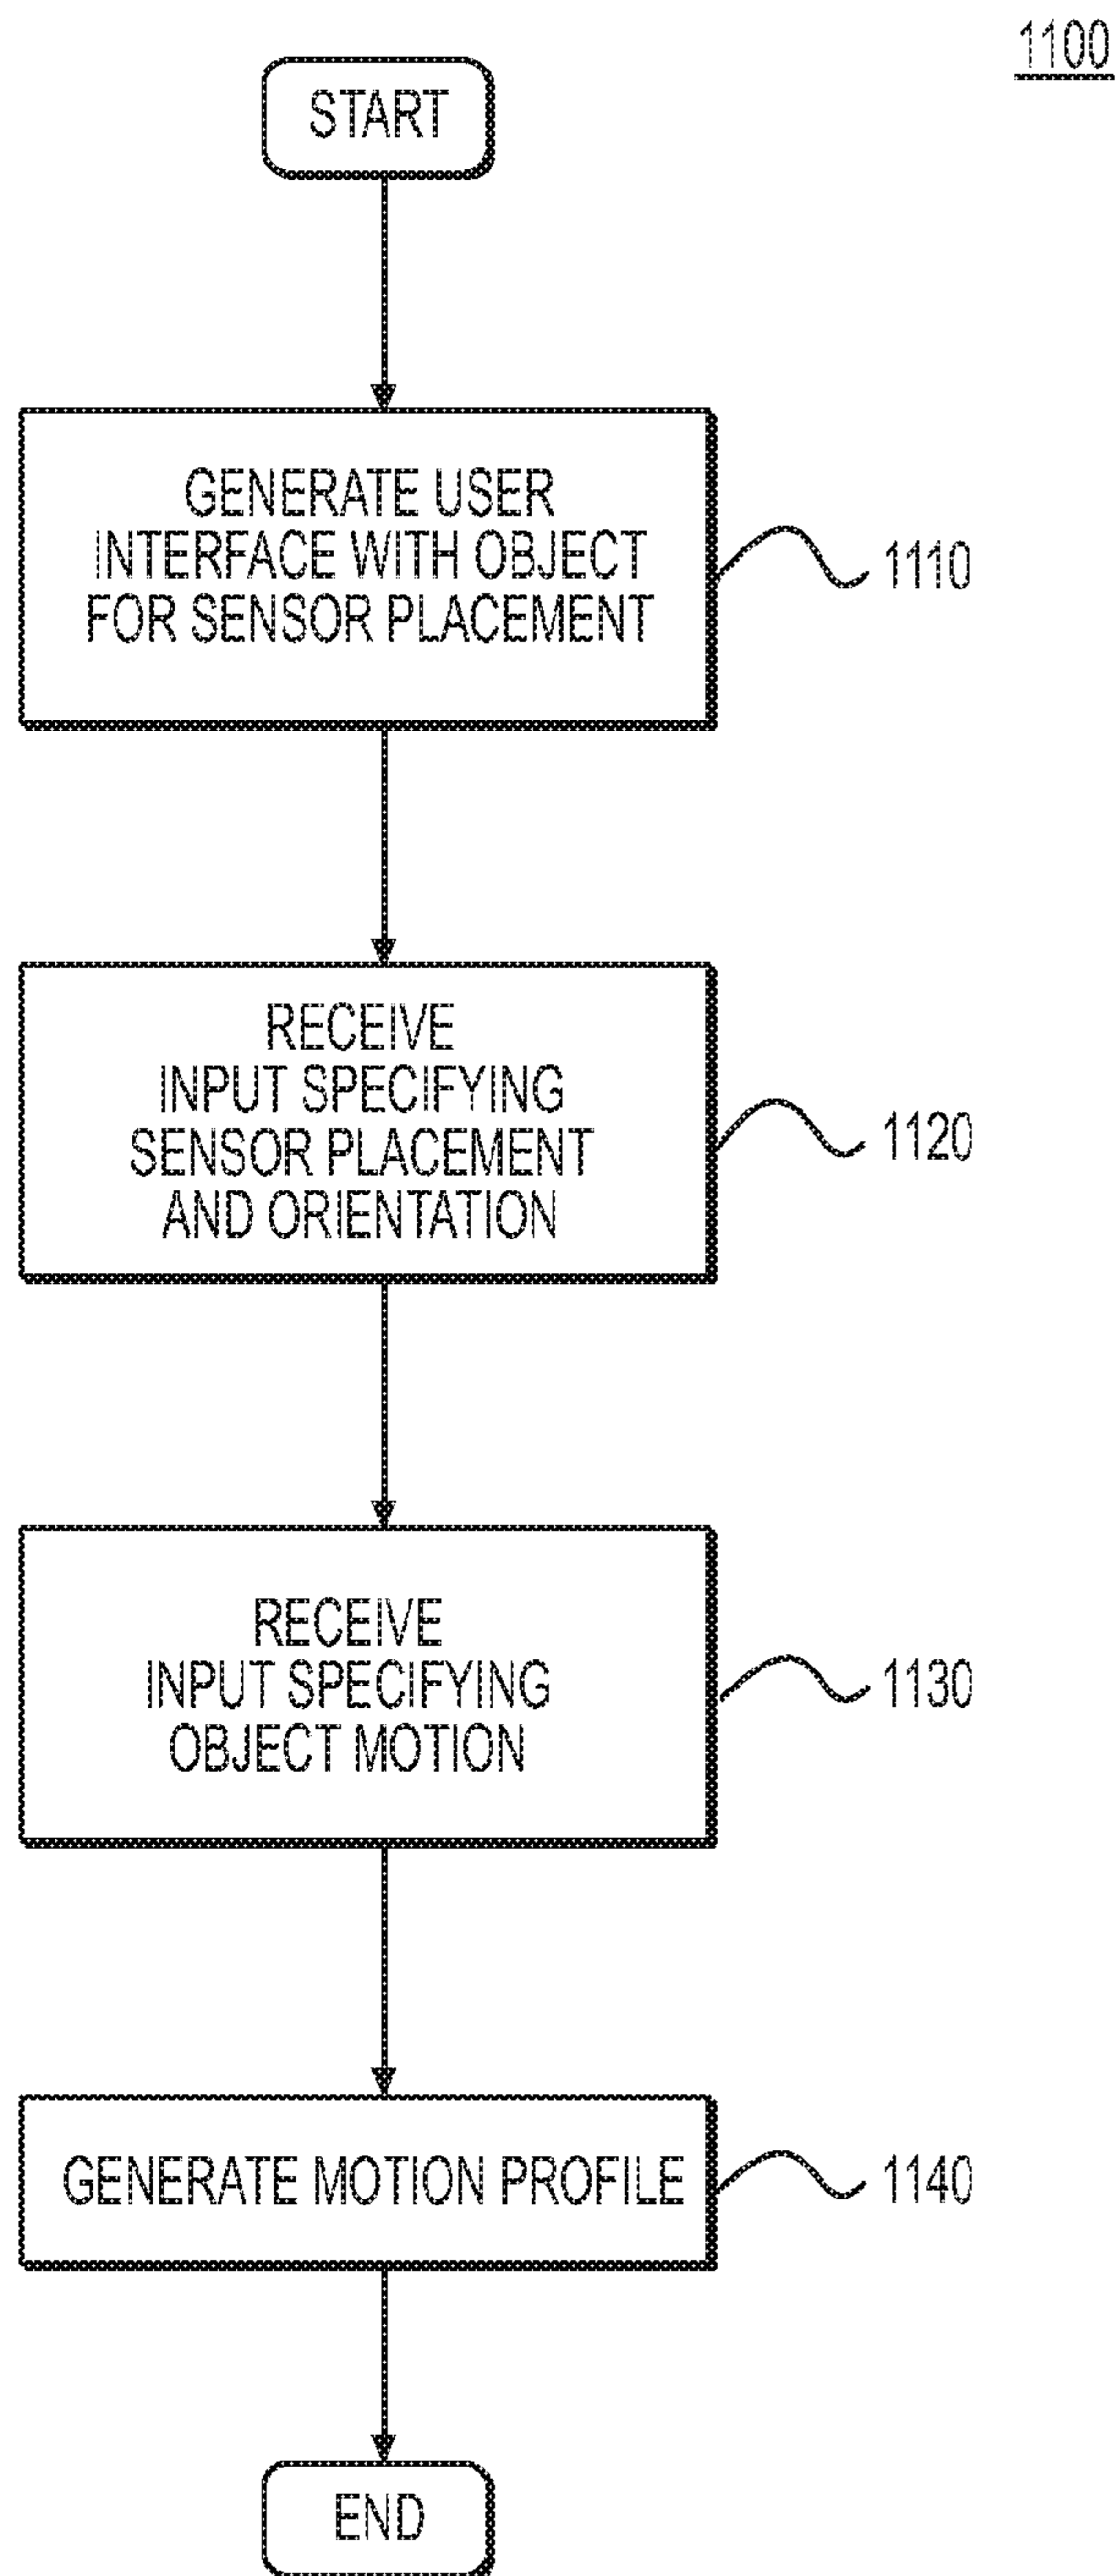 1100
START
GENERATE USER
INTERFACE WITH OBJECT
FOR SENSOR PLACEMENT
1110
RECEIVE
INPUT SPECIFYING
SENSOR PLACEMENT
AND ORIENTATION
1120
RECEIVE
INPUT SPECIFYING
OBJECT MOTION
1130
GENERATE MOTION PROFILE
1140
END